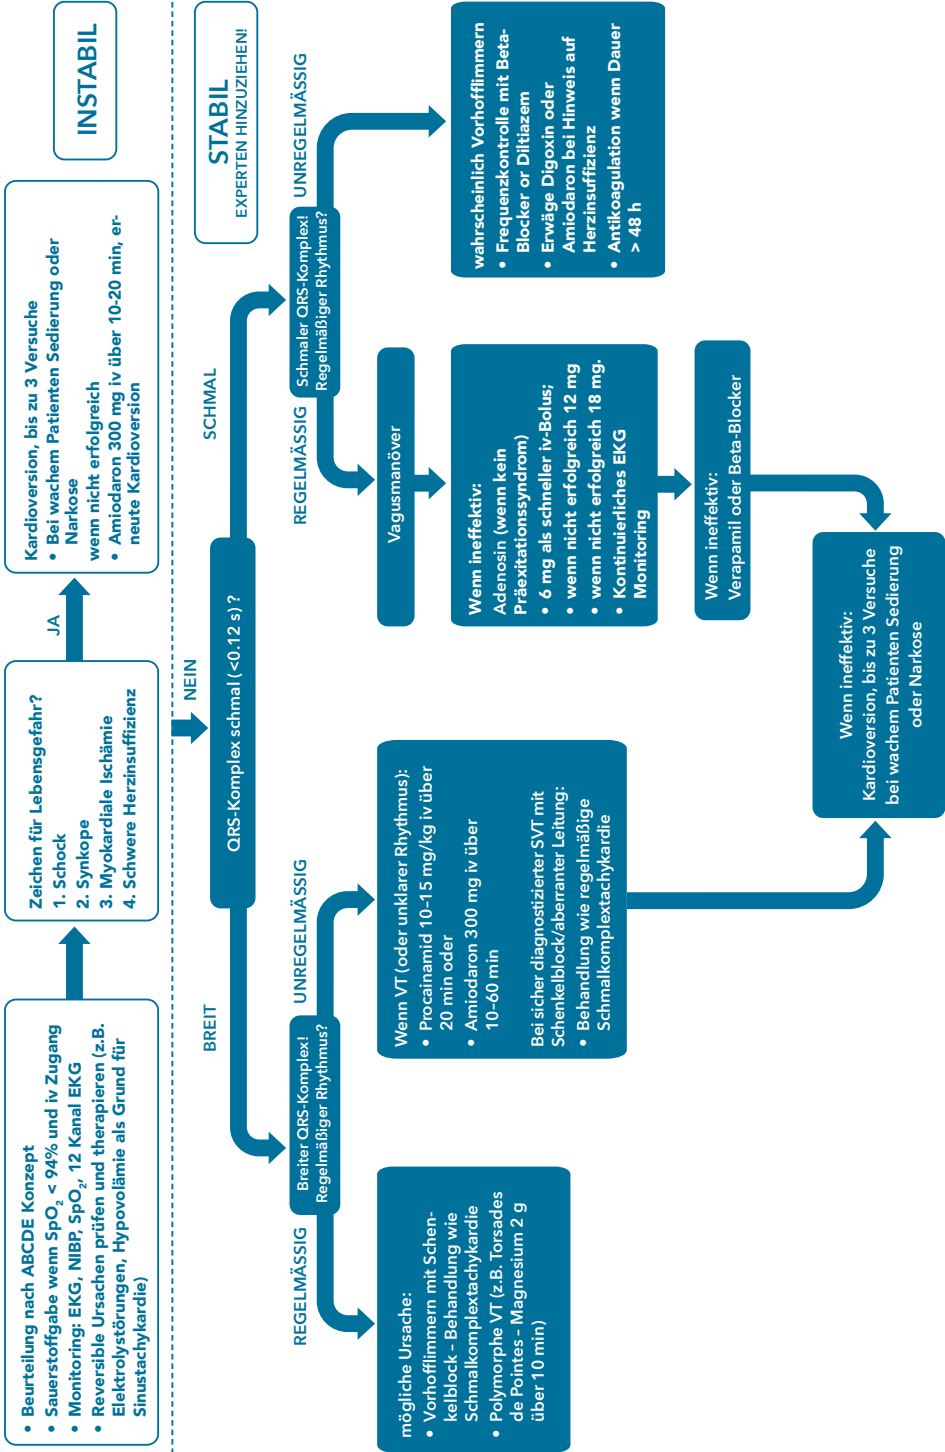 • Beurteilung nach ABCDE Konzept
• Sauerstoffgabe wenn SpO₂ < 94% und iv Zugang
• Monitoring: EKG, NIBP, SpO₂, 12 Kanal EKG
• Reversible Ursachen prüfen und therapieren (z.B.
Elektrolystörungen, Hypovolämie als Grund für
Sinustachykardie)
Zeichen für Lebensgefahr?
1. Schock
2. Synkope
3. Myokardiale Ischämie
4. Schwere Herzinsuffizienz
JA
Kardioversion, bis zu 3 Versuche
• Bei wachem Patienten Sedierung oder
Narkose
wenn nicht erfolgreich
• Amiodaron 300 mg iv über 10-20 min, er-
neute Kardioversion
INSTABIL
NEIN
STABIL
EXPERTEN HINZUZIEHEN!
QRS-Komplex schmal (<0.12 s) ?
BREIT
SCHMAL
Breiter QRS-Komplex!
Regelmäßiger Rhythmus?
REGELMÄSSIG
UNREGELMÄSSIG
mögliche Ursache:
• Vorhofflimmern mit Schen-
kelblock – Behandlung wie
Schmalkomplextachykardie
• Polymorphe VT (z.B. Torsades
de Pointes – Magnesium 2 g
über 10 min)
Wenn VT (oder unklarer Rhythmus):
• Procainamid 10-15 mg/kg iv über
20 min oder
• Amiodaron 300 mg iv über
10–60 min
Bei sicher diagnostizierter SVT mit
Schenkelblock/aberranter Leitung:
• Behandlung wie regelmäßige
Schmalkomplextachykardie
Schmaler QRS-Komplex!
Regelmäßiger Rhythmus?
REGELMÄSSIG
UNREGELMÄSSIG
Vagusmanöver
Wenn ineffektiv:
Adenosin (wenn kein
Präexitationssyndrom)
• 6 mg als schneller iv-Bolus;
• wenn nicht erfolgreich 12 mg
• wenn nicht erfolgreich 18 mg.
• Kontinuierliches EKG
Monitoring
Wenn ineffektiv:
Verapamil oder Beta-Blocker
wahrscheinlich Vorhofflimmern
• Frequenzkontrolle mit Beta-
Blocker or Diltiazem
• Erwäge Digoxin oder
Amiodaron bei Hinweis auf
Herzinsuffizienz
• Antikoagulation wenn Dauer
> 48 h
Wenn ineffektiv:
Kardioversion, bis zu 3 Versuche
bei wachem Patienten Sedierung
oder Narkose